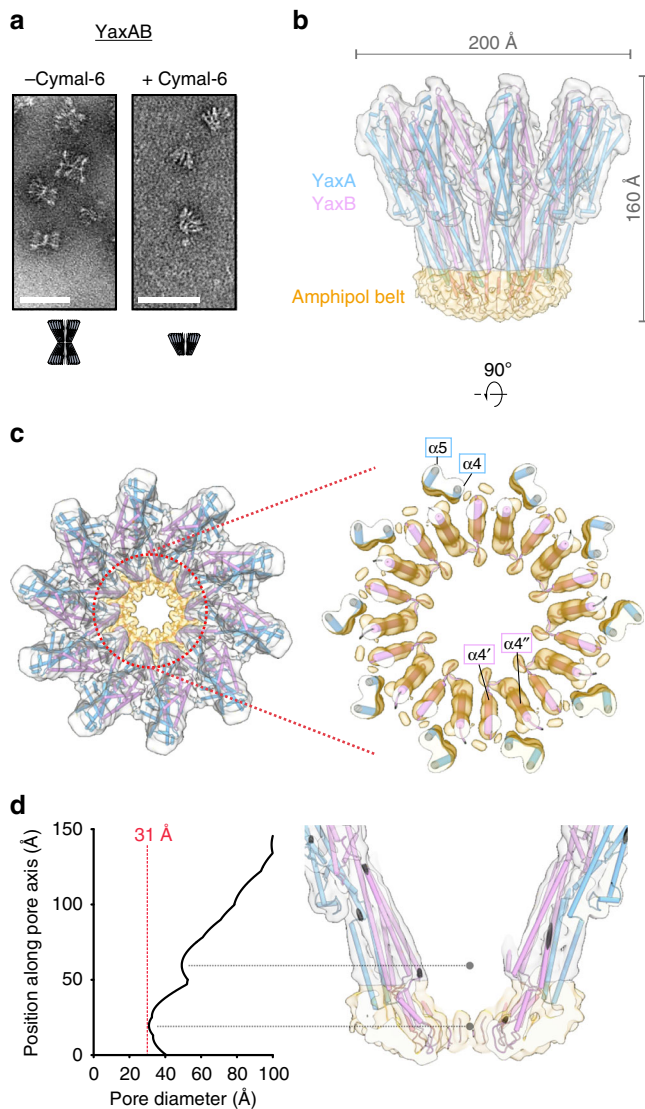 a
YaxAB
–Cymal-6
+ Cymal-6
b
200 Å
YaxA
YaxB
160 Å
Amphipol belt
90°
c
α5
α4
α4′
α4″
d
31 Å
150
100
50
0
Position along pore axis (Å)
0 20 40 60 80 100
Pore diameter (Å)